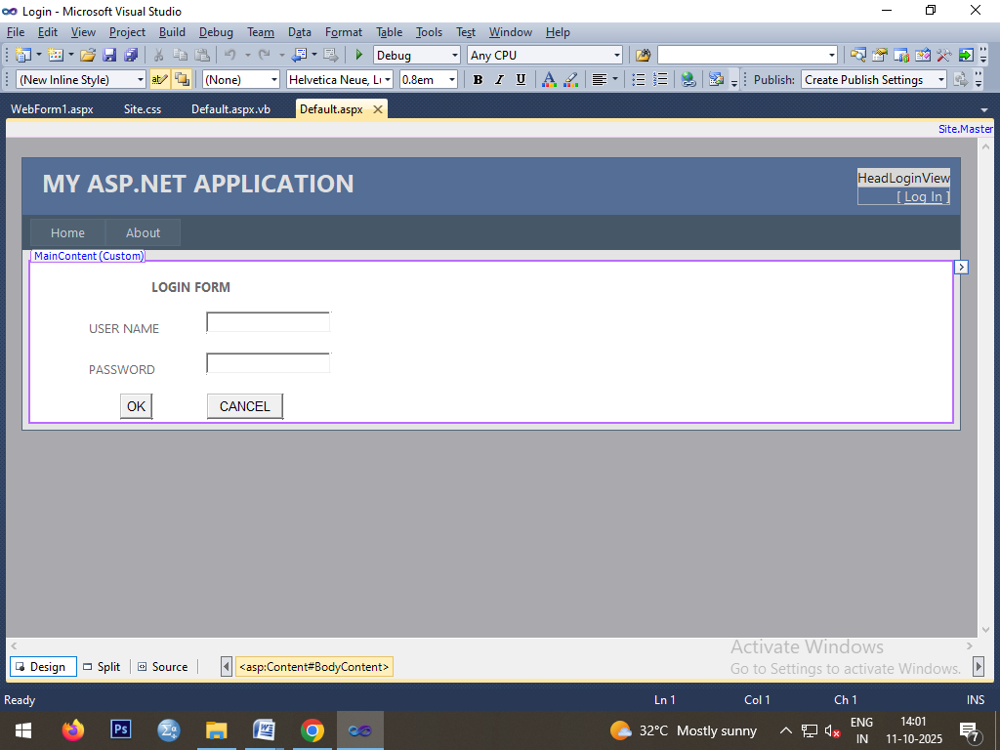 Login - Microsoft Visual Studio
File Edit View Project Build Debug Team Data Format Table Tools Test Window Help
Debug Any CPU
(New Inline Style) (None) Helvetica Neue, Lu 0.8em B I U A Publish: Create Publish Settings
WebForm1.aspx Site.css Default.aspx.vb Default.aspx
Site.Master
MY ASP.NET APPLICATION
HeadLoginView
[ Log In ]
Home About
MainContent (Custom)
LOGIN FORM
USER NAME
PASSWORD
OK CANCEL
Activate Windows
Go to Settings to activate Windows.
Design Split Source <asp:Content#BodyContent>
Ready Ln 1 Col 1 Ch 1 INS
Ps 32°C Mostly sunny ENG 14:01
IN 11-10-2025 7